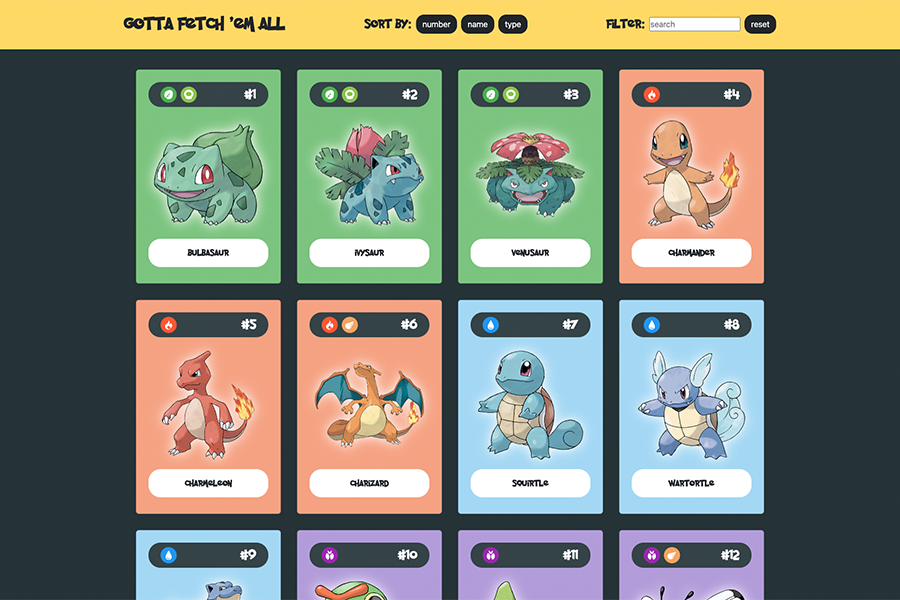 GOTTA FETCH 'EM ALL
SORT BY: number name type
FILTER: search reset
#1
#2
#3
#4
BULBASAUR
IVYSAUR
VENUSAUR
CHARMANDER
#5
#6
#7
#8
CHARMELEON
CHARIZARD
SQUIRTLE
WARTORTLE
#9
#10
#11
#12